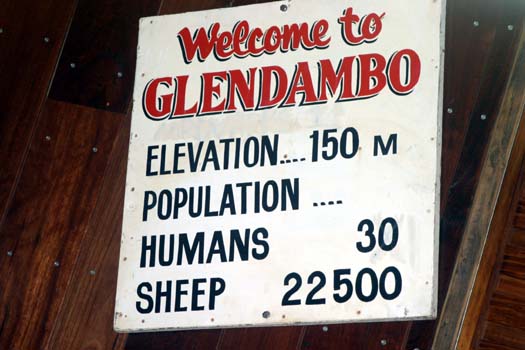 Welcome to
GLENDAMBO
ELEVATION....150 M
POPULATION ....
HUMANS 30
SHEEP 22500